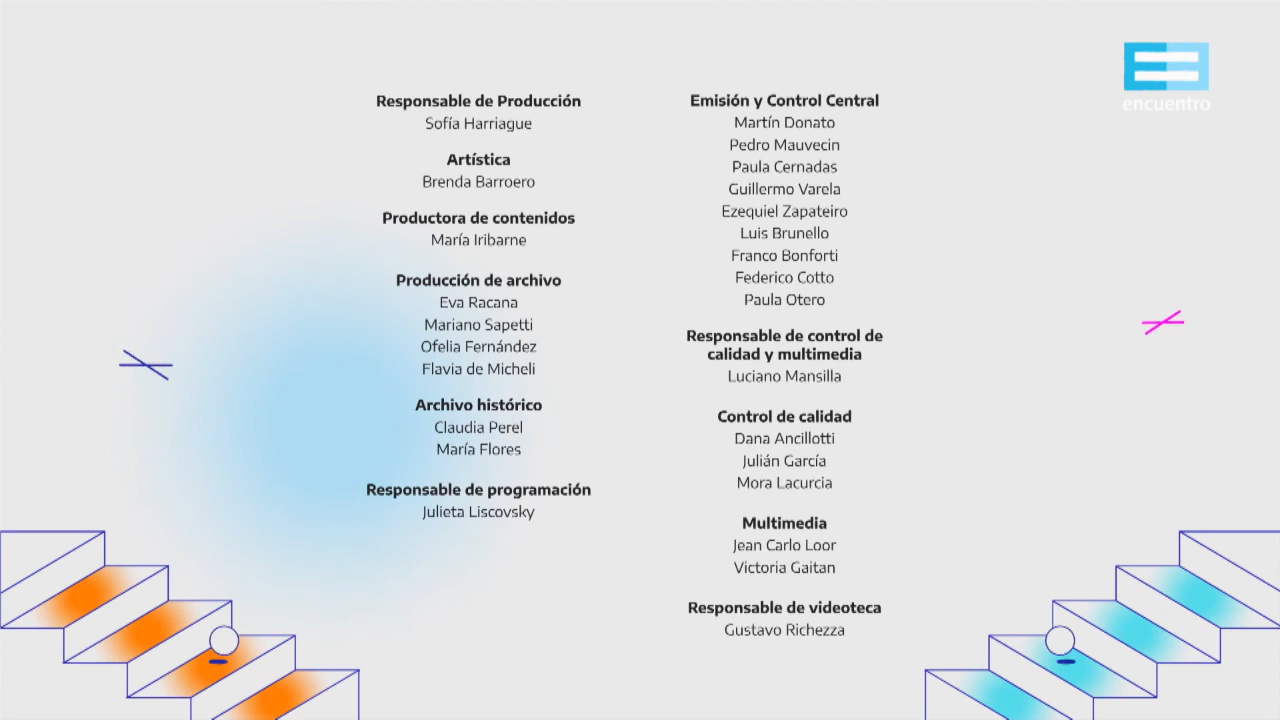 Responsable de Producción
Sofía Harriague
Artística
Brenda Barroero
Productora de contenidos
María Iribarne
Producción de archivo
Eva Racana
Mariano Sapetti
Ofelia Fernández
Flavia de Micheli
Archivo histórico
Claudia Perel
María Flores
Responsable de programación
Julieta Liscovsky
Emisión y Control Central
Martín Donato
Pedro Mauvecin
Paula Cernadas
Guillermo Varela
Ezequiel Zapateiro
Luis Brunello
Franco Bonforti
Federico Cotto
Paula Otero
Responsable de control de
calidad y multimedia
Luciano Mansilla
Control de calidad
Dana Ancillotti
Julián García
Mora Lacurcia
Multimedia
Jean Carlo Loor
Victoria Gaitan
Responsable de videoteca
Gustavo Richezza
encuentro